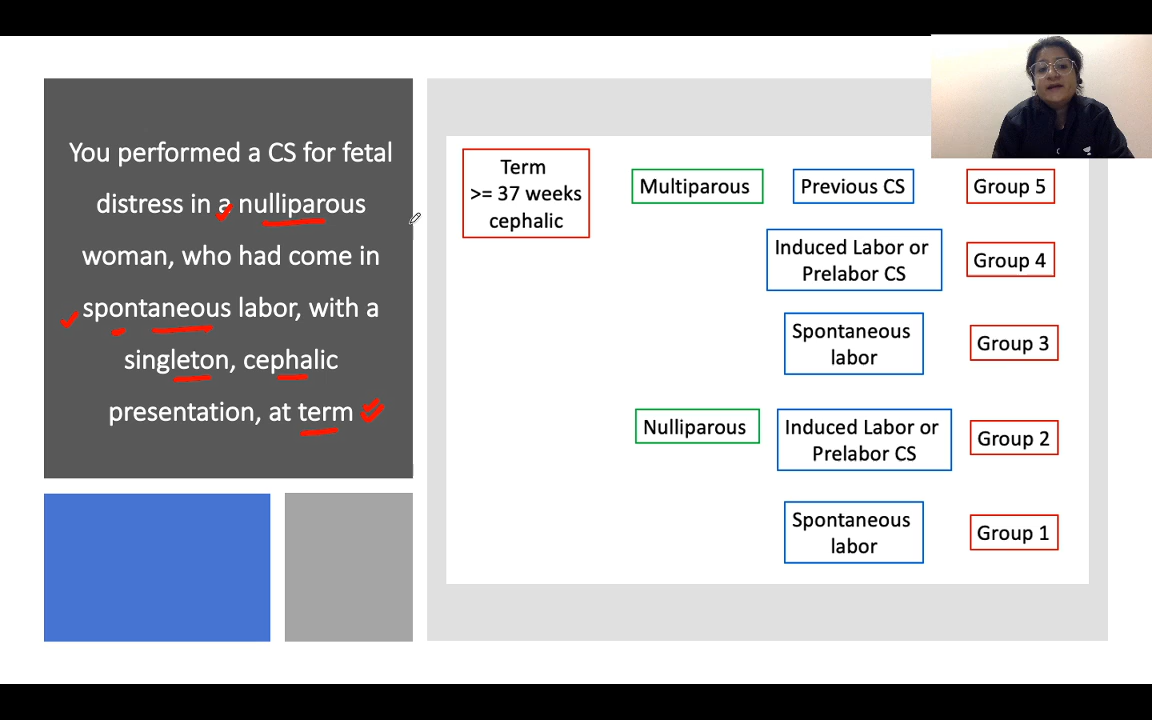 You performed a CS for fetal
distress in a nulliparous
woman, who had come in
spontaneous labor, with a
singleton, cephalic
presentation, at term
Term
>= 37 weeks
cephalic
Multiparous
Previous CS
Group 5
Induced Labor or
Prelabor CS
Group 4
Spontaneous
labor
Group 3
Nulliparous
Induced Labor or
Prelabor CS
Group 2
Spontaneous
labor
Group 1